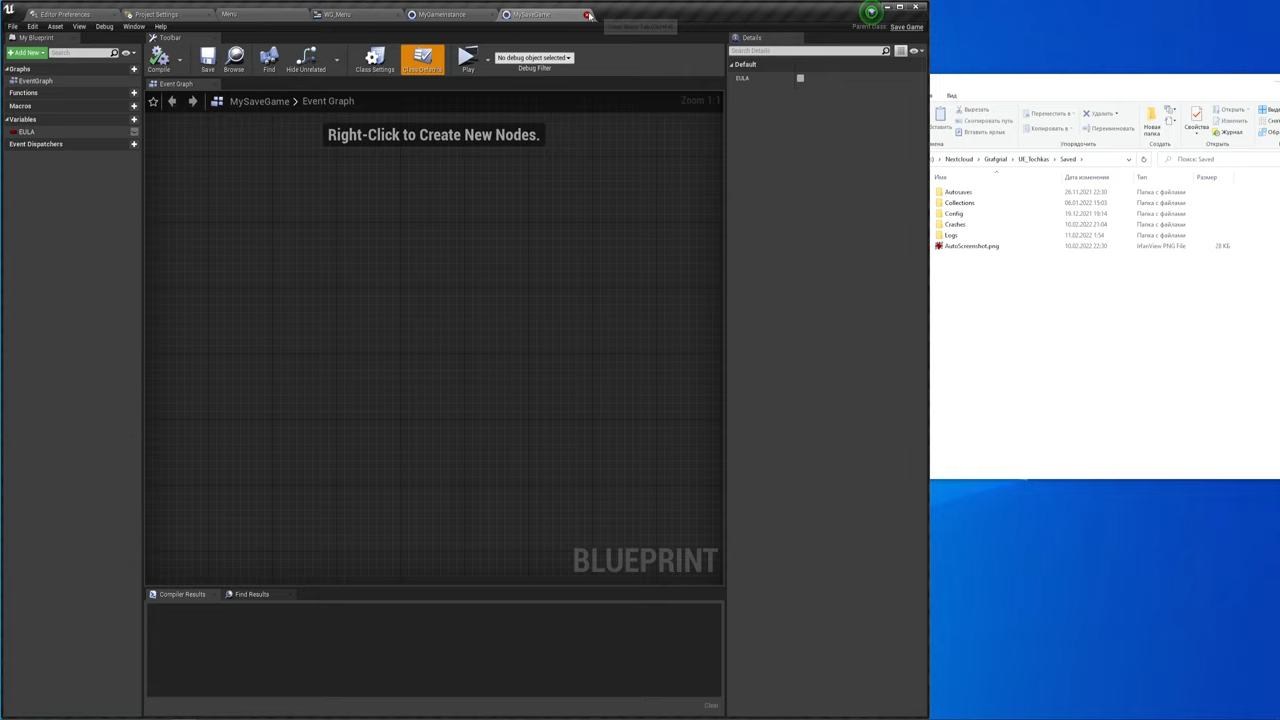 Editor Preferences
Project Settings
Menu
WG_Menu
MyGameInstance
MySaveGame
File Edit Asset View Debug Window Help
Parent class: Save Game
My Blueprint
Toolbar
Details
Add New
Search
Compile
Save
Browse
Find
Hide Unrelated
Class Settings
Class Defaults
Play
No debug object selected
Debug Filter
Search Details
Graphs
EventGraph
Functions
Macros
Variables
EULA
Event Dispatchers
Event Graph
MySaveGame > Event Graph
Zoom 1:1
Right-Click to Create New Nodes.
BLUEPRINT
Default
EULA
Compiler Results
Find Results
Clear
Вид
Вставить
Вырезать
Скопировать путь
Вставить ярлык
Переместить в
Копировать в
Удалить
Переименовать
Упорядочить
Новая папка
Создать
Свойства
Открыть
Изменить
Журнал
Открыть
Nextcloud > Grafgrial > UE_Tochkas > Saved >
Поиск: Saved
Имя Дата изменения Тип Размер
Autosaves 26.11.2021 22:30 Папка с файлами
Collections 06.01.2022 15:03 Папка с файлами
Config 19.12.2021 19:14 Папка с файлами
Crashes 10.02.2022 21:04 Папка с файлами
Logs 11.02.2022 1:54 Папка с файлами
AutoScreenshot.png 10.02.2022 22:30 IrfanView PNG File 28 КБ